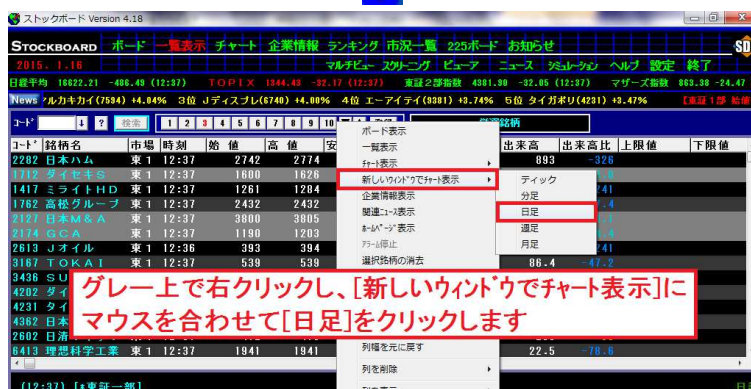 ストックボード Version 4.18
STOCKBOARD ボード 一覧表示 チャート 企業情報 ランキング 市況一覧 225ボード お知らせ SD
2015. 1.16 マルチビュー スクリーニング ビューア ニュース シミュレーション ヘルプ 設定 終了
日経平均 16622.21 -486.49 (12:37) TOPIX 1344.43 -32.17 (12:37) 東証2部指数 4381.90 -32.05 (12:37) マザーズ指数 863.38 -24.47
News ァルカキカイ(7594) +4.04% 3位 Jディスプレ(6740) +4.00% 4位 エーアイテイ(9381) +3.74% 5位 タイガポリ(4231) +3.47% [東証1部 始値
コード ? 検索 1 2 3 4 5 6 7 8 9 10
コード 銘柄 市場 時刻 始 値 高 値 安 出来高 出来高比 上限値 下限値
2282 日本ハム 東1 12:37 2742 2774 893 -326
1712 ダイセキS 東1 12:37 1600 1626
1417 ミライトHD 東1 12:37 1261 1284 241
1762 高松グループ 東1 12:37 2432 2432
2127 日本M&A 東1 12:37 3800 3805
2174 GCA 東1 12:37 1190 1203
2613 Jオイル 東1 12:36 393 394 241
3167 TOKAI 東1 12:37 539 539 86.4 -47.2
3436 SU
4202 ダイ
4231 タイ
4362 日本
2602 日清
6413 理想科学工業 東1 12:37 1941 1941 22.5 -78.6
ボード表示
一覧表示
チャート表示
新しいウィンドウでチャート表示
企業情報表示
関連ニュース表示
ホームページ表示
アラーム停止
選択銘柄の消去
ティック
分足
日足
週足
月足
グレー上で右クリックし、[新しいウィンドウでチャート表示]に
マウスを合わせて[日足]をクリックします
列幅を元に戻す
列を削除
(12:37) [*東証一部]